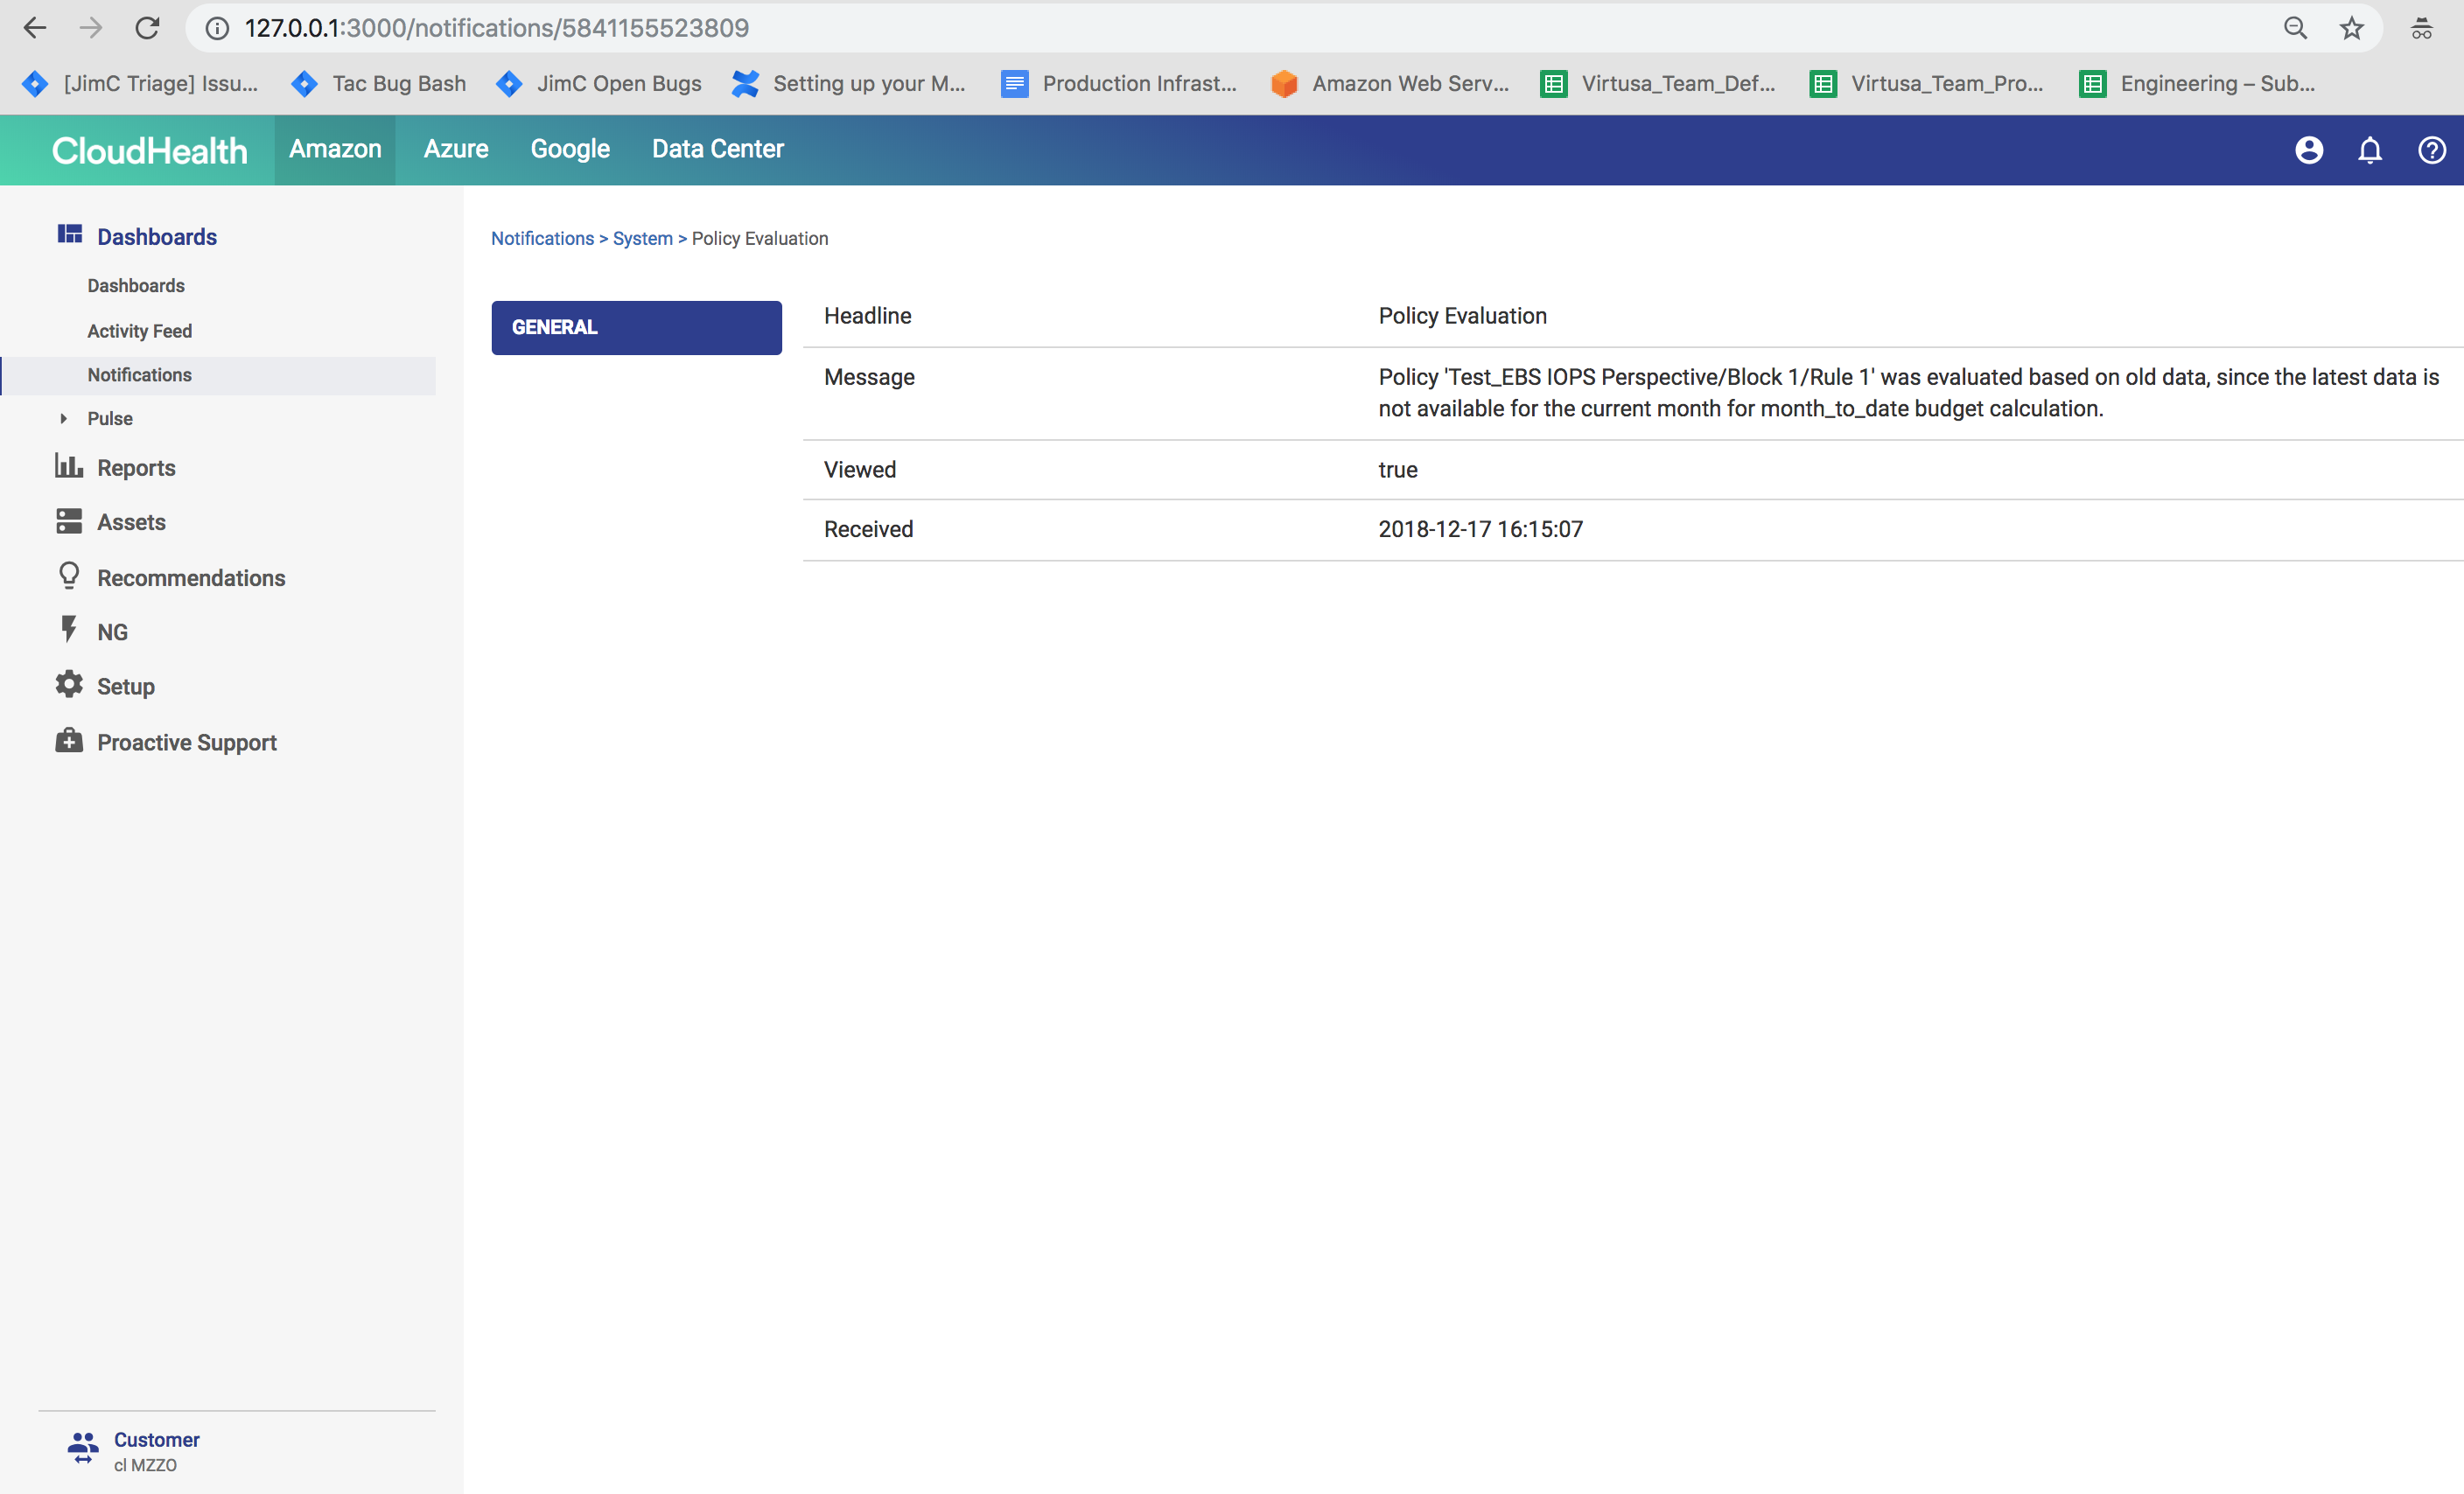 127.0.0.1:3000/notifications/5841155523809
[JimC Triage] Issu... Tac Bug Bash JimC Open Bugs Setting up your M... Production Infrast... Amazon Web Serv... Virtusa_Team_Def... Virtusa_Team_Pro... Engineering – Sub...
CloudHealth Amazon Azure Google Data Center
Dashboards
Dashboards
Activity Feed
Notifications
Pulse
Reports
Assets
Recommendations
NG
Setup
Proactive Support
Customer
cl MZZO
Notifications > System > Policy Evaluation
GENERAL
Headline Policy Evaluation
Message Policy 'Test_EBS IOPS Perspective/Block 1/Rule 1' was evaluated based on old data, since the latest data is
not available for the current month for month_to_date budget calculation.
Viewed true
Received 2018-12-17 16:15:07